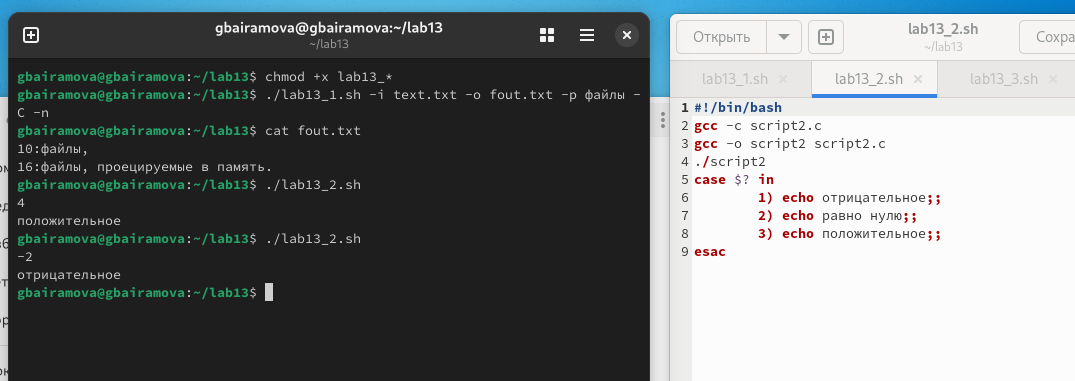 gbairamova@gbairamova:~/lab13
~/lab13
gbairamova@gbairamova:~/lab13$ chmod +x lab13_*
gbairamova@gbairamova:~/lab13$ ./lab13_1.sh -i text.txt -o fout.txt -p файлы -
C -n
gbairamova@gbairamova:~/lab13$ cat fout.txt
10:файлы,
16:файлы, проецируемые в память.
gbairamova@gbairamova:~/lab13$ ./lab13_2.sh
4
положительное
gbairamova@gbairamova:~/lab13$ ./lab13_2.sh
-2
отрицательное
gbairamova@gbairamova:~/lab13$
Открыть
lab13_2.sh
~/lab13
Сохра
lab13_1.sh
lab13_2.sh
lab13_3.sh
1 #!/bin/bash
2 gcc -c script2.c
3 gcc -o script2 script2.c
4 ./script2
5 case $? in
6 1) echo отрицательное;;
7 2) echo равно нулю;;
8 3) echo положительное;;
9 esac